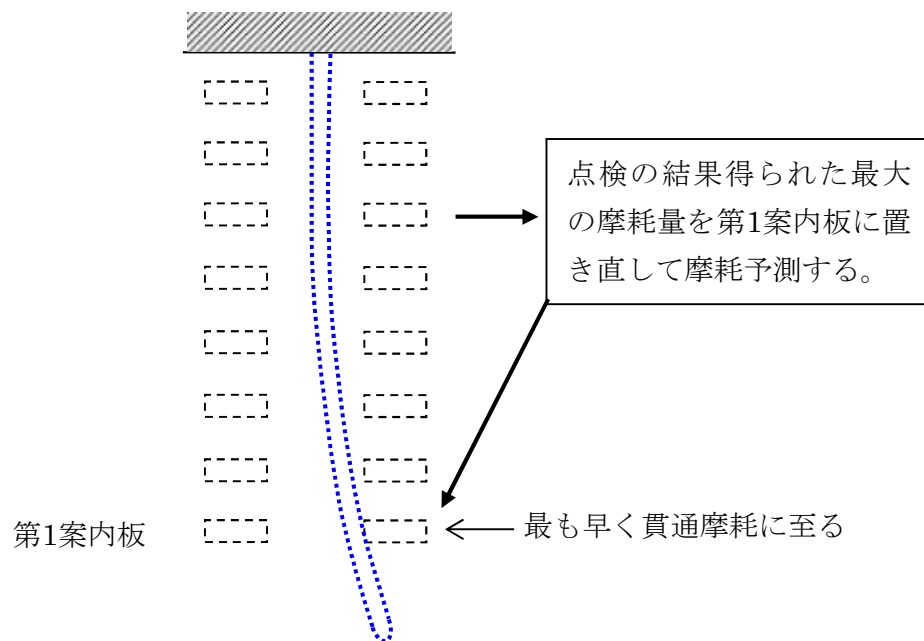 点検の結果得られた最大
の摩耗量を第1案内板に置
き直して摩耗予測する。
第1案内板
最も早く貫通摩耗に至る